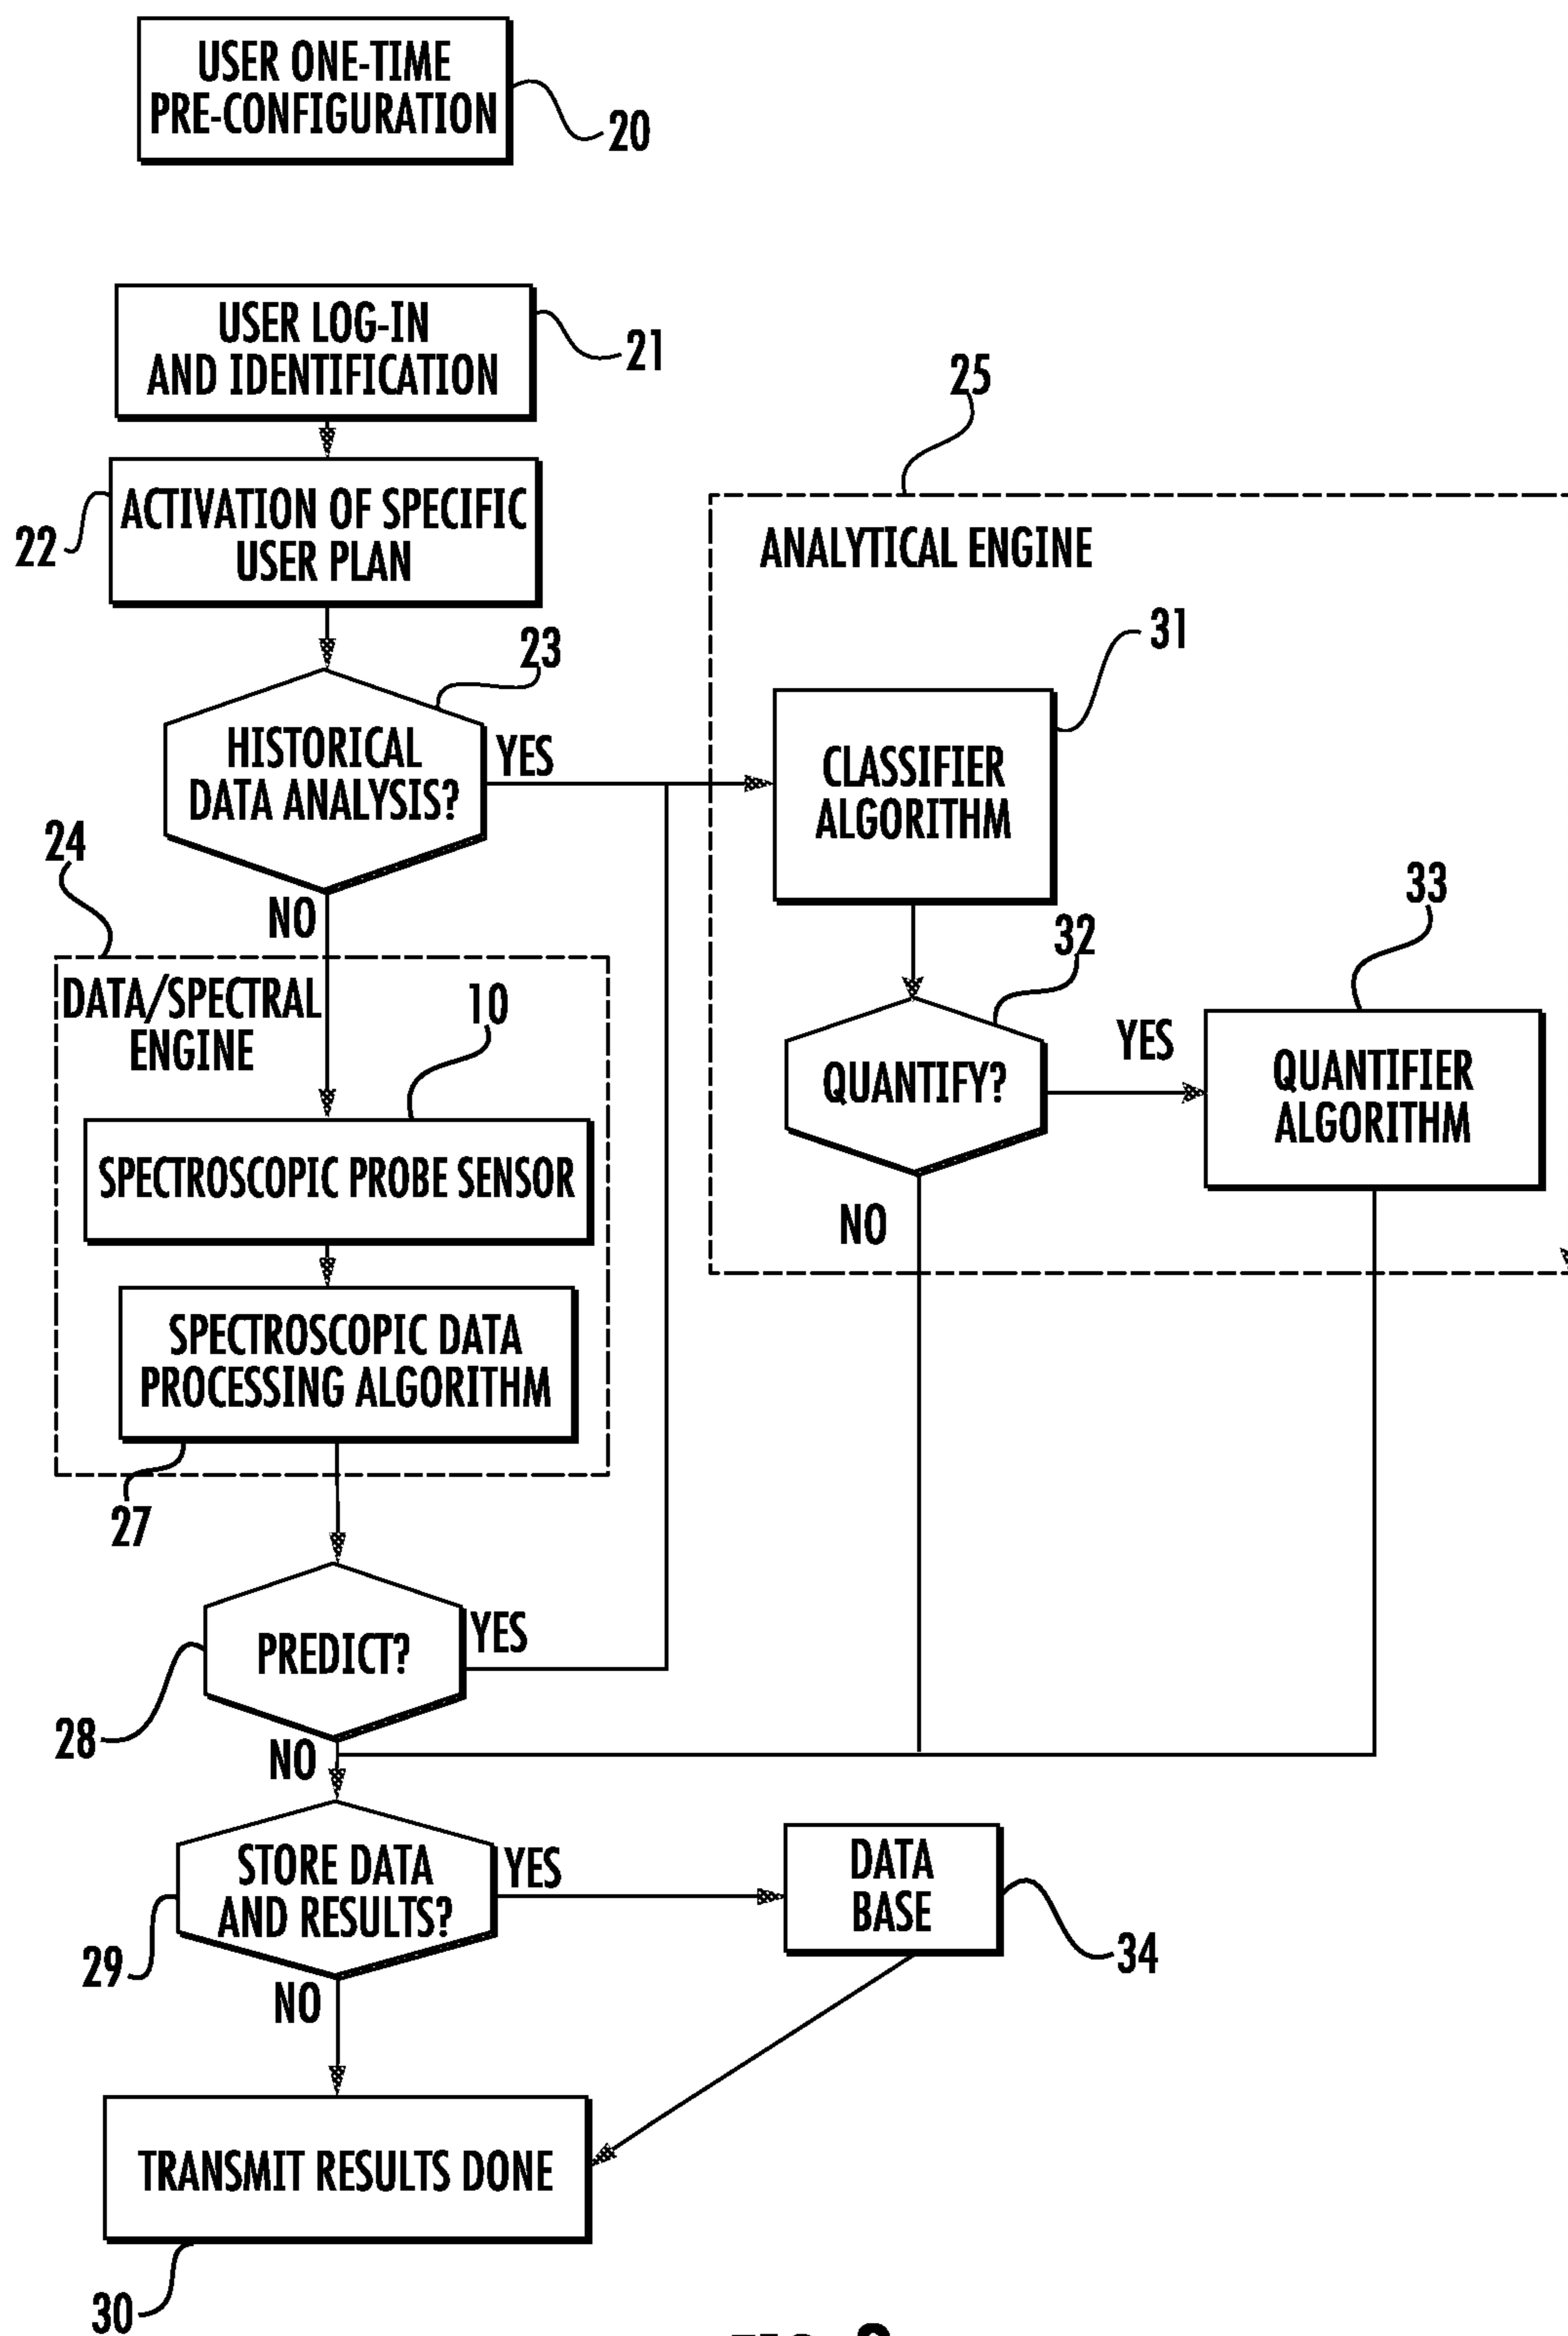 USER ONE-TIME
PRE-CONFIGURATION
20
USER LOG-IN
AND IDENTIFICATION
21
25
ACTIVATION OF SPECIFIC
USER PLAN
22
ANALYTICAL ENGINE
31
23
HISTORICAL
DATA ANALYSIS?
YES
CLASSIFIER
ALGORITHM
24
NO
33
32
DATA/SPECTRAL
ENGINE
10
QUANTIFY?
YES
QUANTIFIER
ALGORITHM
SPECTROSCOPIC PROBE SENSOR
NO
SPECTROSCOPIC DATA
PROCESSING ALGORITHM
27
PREDICT?
YES
28
NO
STORE DATA
AND RESULTS?
YES
DATA
BASE
29
34
NO
TRANSMIT RESULTS DONE
30